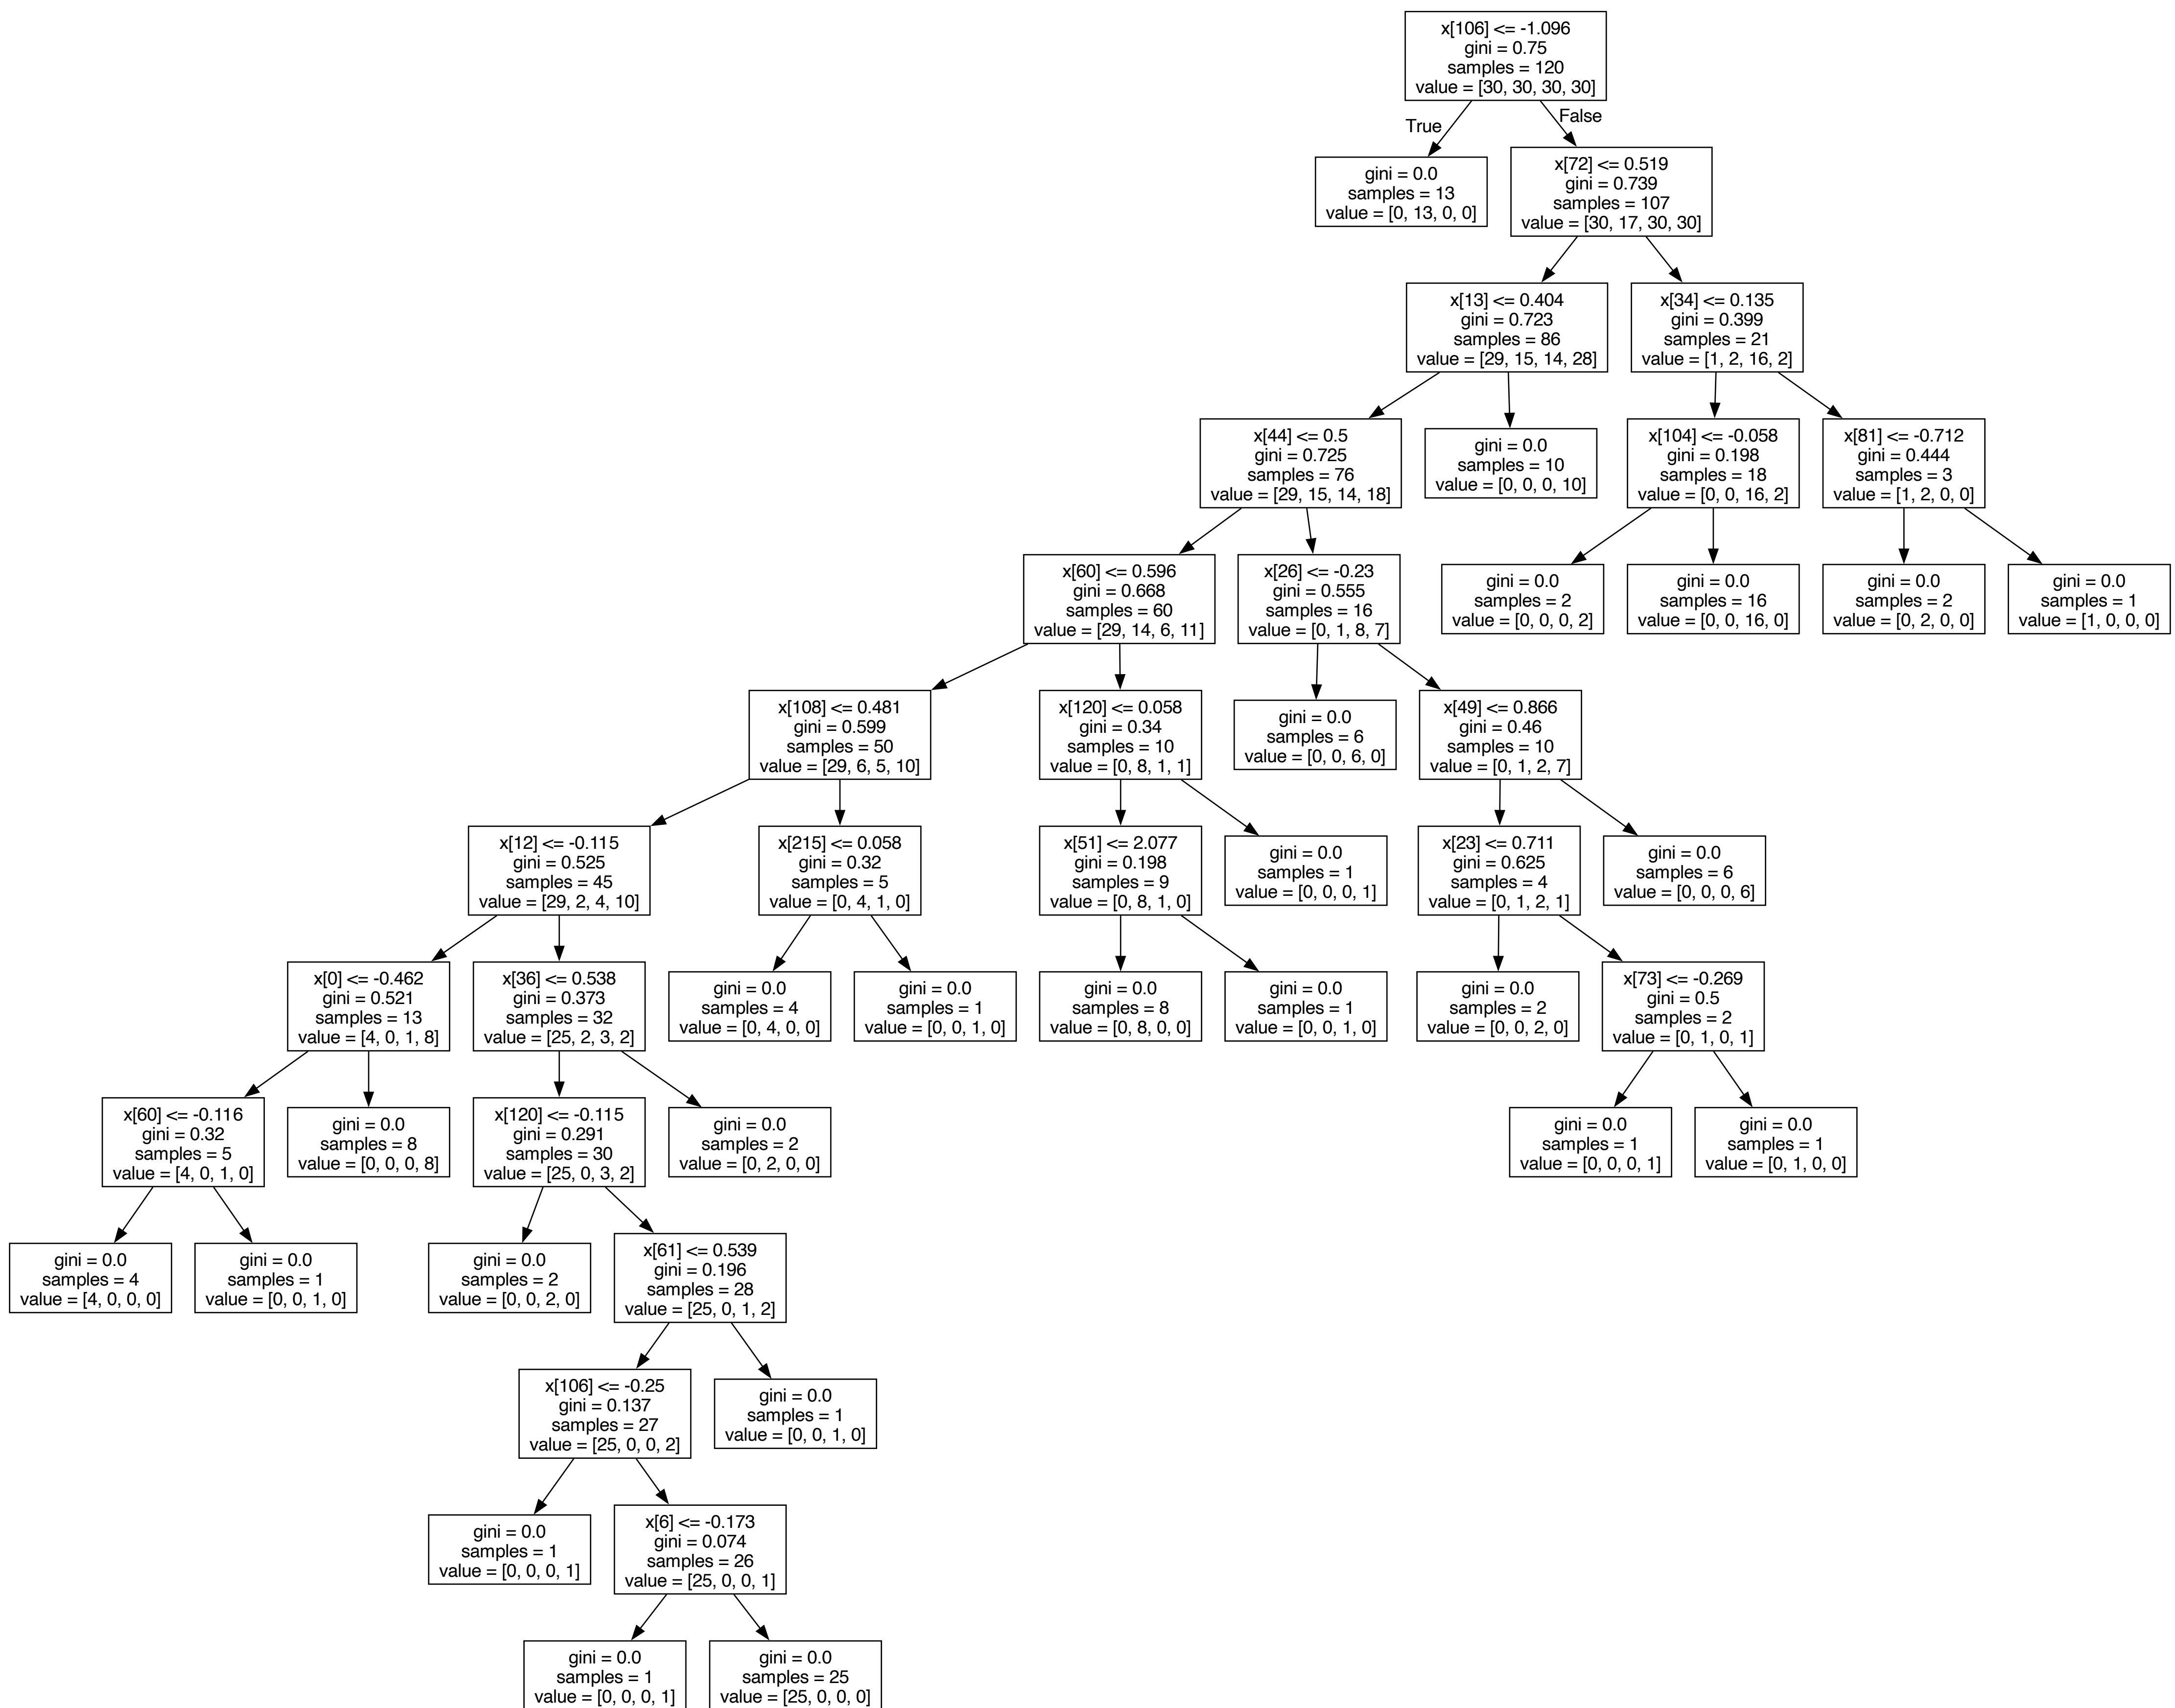 x[106] <= -1.096
gini = 0.75
samples = 120
value = [30, 30, 30, 30]
True
False
gini = 0.0
samples = 13
value = [0, 13, 0, 0]
x[72] <= 0.519
gini = 0.739
samples = 107
value = [30, 17, 30, 30]
x[13] <= 0.404
gini = 0.723
samples = 86
value = [29, 15, 14, 28]
x[34] <= 0.135
gini = 0.399
samples = 21
value = [1, 2, 16, 2]
x[44] <= 0.5
gini = 0.725
samples = 76
value = [29, 15, 14, 18]
gini = 0.0
samples = 10
value = [0, 0, 0, 10]
x[104] <= -0.058
gini = 0.198
samples = 18
value = [0, 0, 16, 2]
x[81] <= -0.712
gini = 0.444
samples = 3
value = [1, 2, 0, 0]
x[60] <= 0.596
gini = 0.668
samples = 60
value = [29, 14, 6, 11]
x[26] <= -0.23
gini = 0.555
samples = 16
value = [0, 1, 8, 7]
gini = 0.0
samples = 2
value = [0, 0, 0, 2]
gini = 0.0
samples = 16
value = [0, 0, 16, 0]
gini = 0.0
samples = 2
value = [0, 2, 0, 0]
gini = 0.0
samples = 1
value = [1, 0, 0, 0]
x[108] <= 0.481
gini = 0.599
samples = 50
value = [29, 6, 5, 10]
x[120] <= 0.058
gini = 0.34
samples = 10
value = [0, 8, 1, 1]
gini = 0.0
samples = 6
value = [0, 0, 6, 0]
x[49] <= 0.866
gini = 0.46
samples = 10
value = [0, 1, 2, 7]
x[12] <= -0.115
gini = 0.525
samples = 45
value = [29, 2, 4, 10]
x[215] <= 0.058
gini = 0.32
samples = 5
value = [0, 4, 1, 0]
x[51] <= 2.077
gini = 0.198
samples = 9
value = [0, 8, 1, 0]
gini = 0.0
samples = 1
value = [0, 0, 0, 1]
x[23] <= 0.711
gini = 0.625
samples = 4
value = [0, 1, 2, 1]
gini = 0.0
samples = 6
value = [0, 0, 0, 6]
x[0] <= -0.462
gini = 0.521
samples = 13
value = [4, 0, 1, 8]
x[36] <= 0.538
gini = 0.373
samples = 32
value = [25, 2, 3, 2]
gini = 0.0
samples = 4
value = [0, 4, 0, 0]
gini = 0.0
samples = 1
value = [0, 0, 1, 0]
gini = 0.0
samples = 8
value = [0, 8, 0, 0]
gini = 0.0
samples = 1
value = [0, 0, 1, 0]
gini = 0.0
samples = 2
value = [0, 0, 2, 0]
x[73] <= -0.269
gini = 0.5
samples = 2
value = [0, 1, 0, 1]
x[60] <= -0.116
gini = 0.32
samples = 5
value = [4, 0, 1, 0]
gini = 0.0
samples = 8
value = [0, 0, 0, 8]
x[120] <= -0.115
gini = 0.291
samples = 30
value = [25, 0, 3, 2]
gini = 0.0
samples = 2
value = [0, 2, 0, 0]
gini = 0.0
samples = 1
value = [0, 0, 0, 1]
gini = 0.0
samples = 1
value = [0, 1, 0, 0]
gini = 0.0
samples = 4
value = [4, 0, 0, 0]
gini = 0.0
samples = 1
value = [0, 0, 1, 0]
gini = 0.0
samples = 2
value = [0, 0, 2, 0]
x[61] <= 0.539
gini = 0.196
samples = 28
value = [25, 0, 1, 2]
x[106] <= -0.25
gini = 0.137
samples = 27
value = [25, 0, 0, 2]
gini = 0.0
samples = 1
value = [0, 0, 1, 0]
gini = 0.0
samples = 1
value = [0, 0, 0, 1]
x[6] <= -0.173
gini = 0.074
samples = 26
value = [25, 0, 0, 1]
gini = 0.0
samples = 1
value = [0, 0, 0, 1]
gini = 0.0
samples = 25
value = [25, 0, 0, 0]